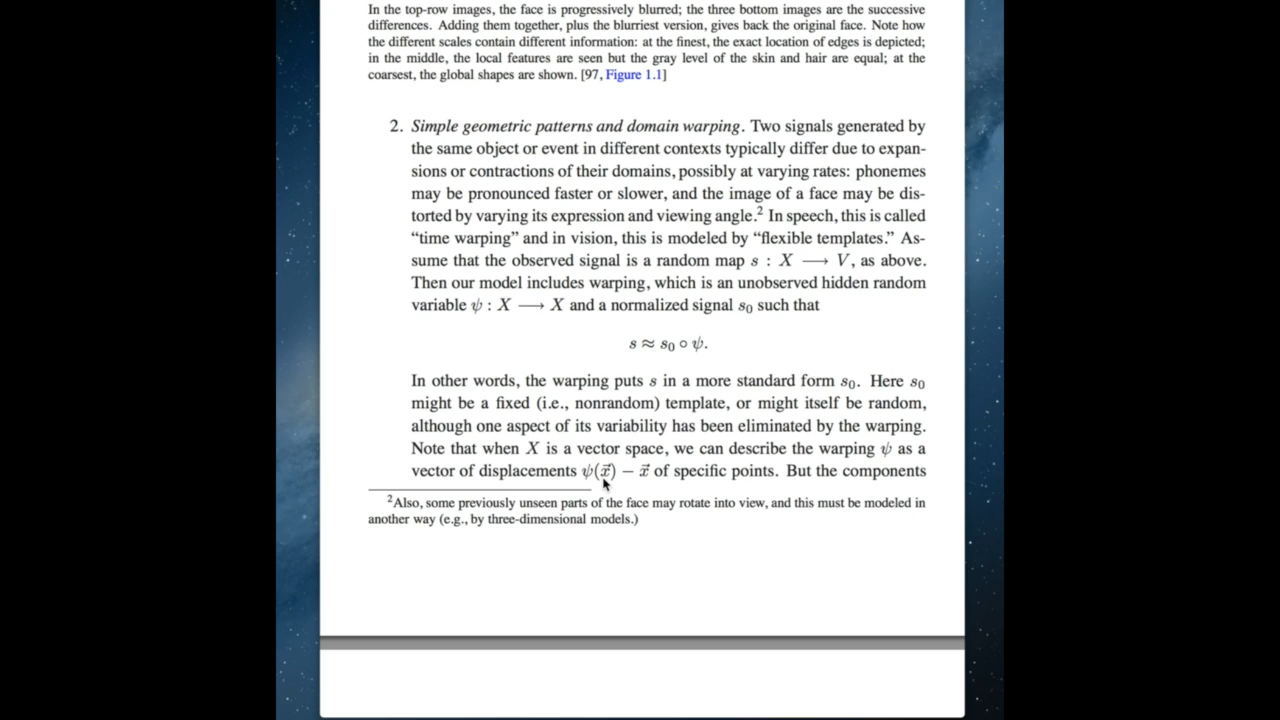 In the top-row images, the face is progressively blurred; the three bottom images are the successive
differences. Adding them together, plus the blurriest version, gives back the original face. Note how
the different scales contain different information: at the finest, the exact location of edges is depicted;
in the middle, the local features are seen but the gray level of the skin and hair are equal; at the
coarsest, the global shapes are shown. [97, Figure 1.1]
2. Simple geometric patterns and domain warping. Two signals generated by
the same object or event in different contexts typically differ due to expan-
sions or contractions of their domains, possibly at varying rates: phonemes
may be pronounced faster or slower, and the image of a face may be dis-
torted by varying its expression and viewing angle.² In speech, this is called
“time warping” and in vision, this is modeled by “flexible templates.” As-
sume that the observed signal is a random map s : X ⟶ V, as above.
Then our model includes warping, which is an unobserved hidden random
variable ψ : X ⟶ X and a normalized signal s₀ such that
s ≈ s₀ ∘ ψ.
In other words, the warping puts s in a more standard form s₀. Here s₀
might be a fixed (i.e., nonrandom) template, or might itself be random,
although one aspect of its variability has been eliminated by the warping.
Note that when X is a vector space, we can describe the warping ψ as a
vector of displacements ψ(x⃗) − x⃗ of specific points. But the components
²Also, some previously unseen parts of the face may rotate into view, and this must be modeled in
another way (e.g., by three-dimensional models.)